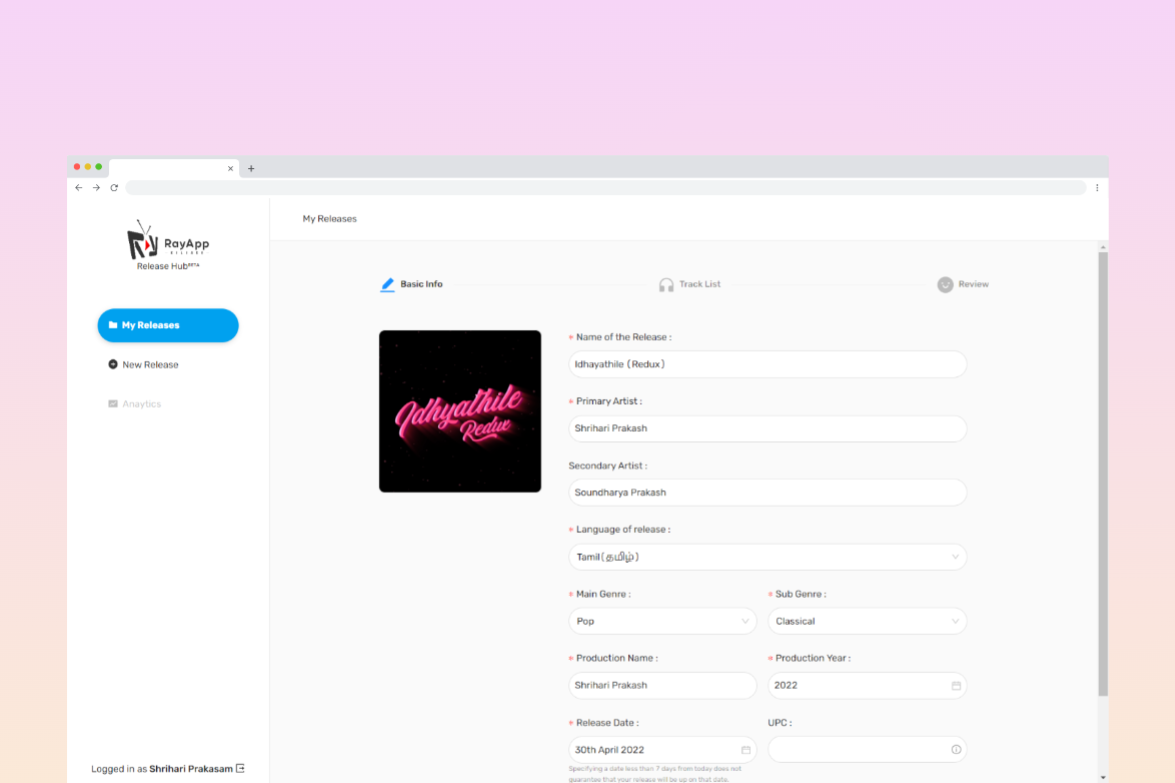 My Releases
RayApp
Release Hub BETA
My Releases
New Release
Anaytics
Logged in as Shrihari Prakasam
Basic Info
Track List
Review
Idhyathile
Redux
* Name of the Release :
Idhayathile (Redux)
* Primary Artist :
Shrihari Prakash
Secondary Artist :
Soundharya Prakash
* Language of release :
Tamil(தமிழ்)
* Main Genre :
* Sub Genre :
Pop
Classical
* Production Name :
* Production Year :
Shrihari Prakash
2022
* Release Date :
UPC :
30th April 2022
Specifying a date less than 7 days from today does not
guarantee that your release will be up on that date.